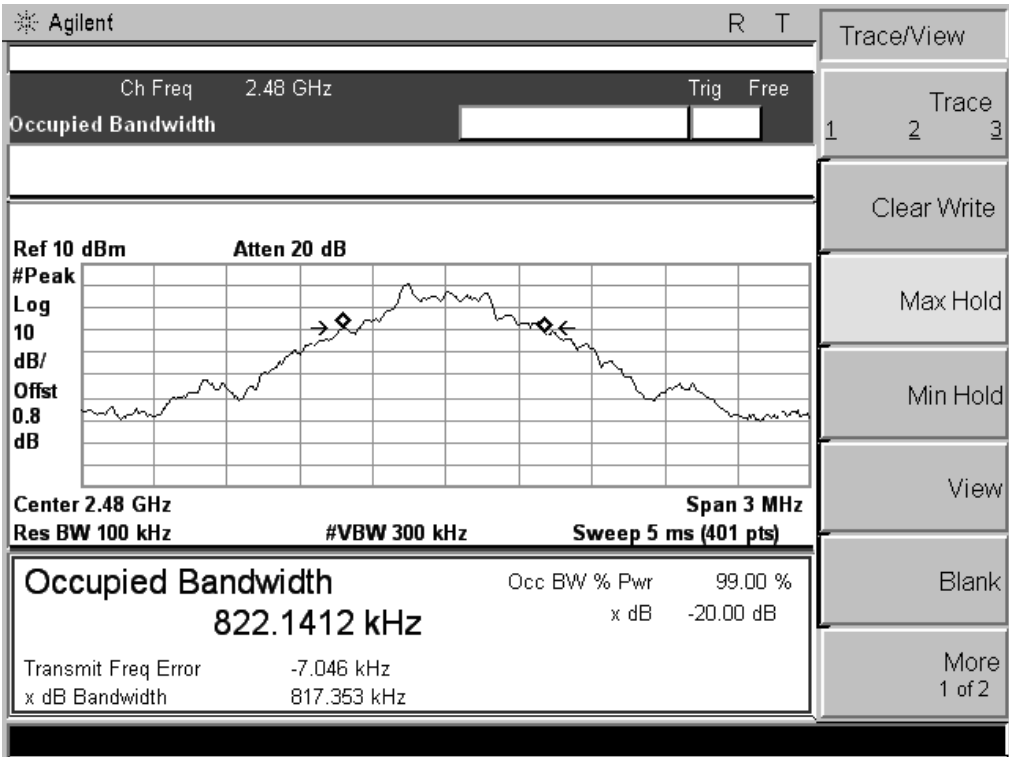 Agilent R T
Trace/View
Ch Freq 2.48 GHz Trig Free
Occupied Bandwidth
Trace
1 2 3
Clear Write
Max Hold
Min Hold
View
Blank
More
1 of 2
Ref 10 dBm Atten 20 dB
#Peak
Log
10
dB/
Offst
0.8
dB
Center 2.48 GHz Span 3 MHz
Res BW 100 kHz #VBW 300 kHz Sweep 5 ms (401 pts)
Occupied Bandwidth
822.1412 kHz
Occ BW % Pwr 99.00 %
x dB -20.00 dB
Transmit Freq Error -7.046 kHz
x dB Bandwidth 817.353 kHz